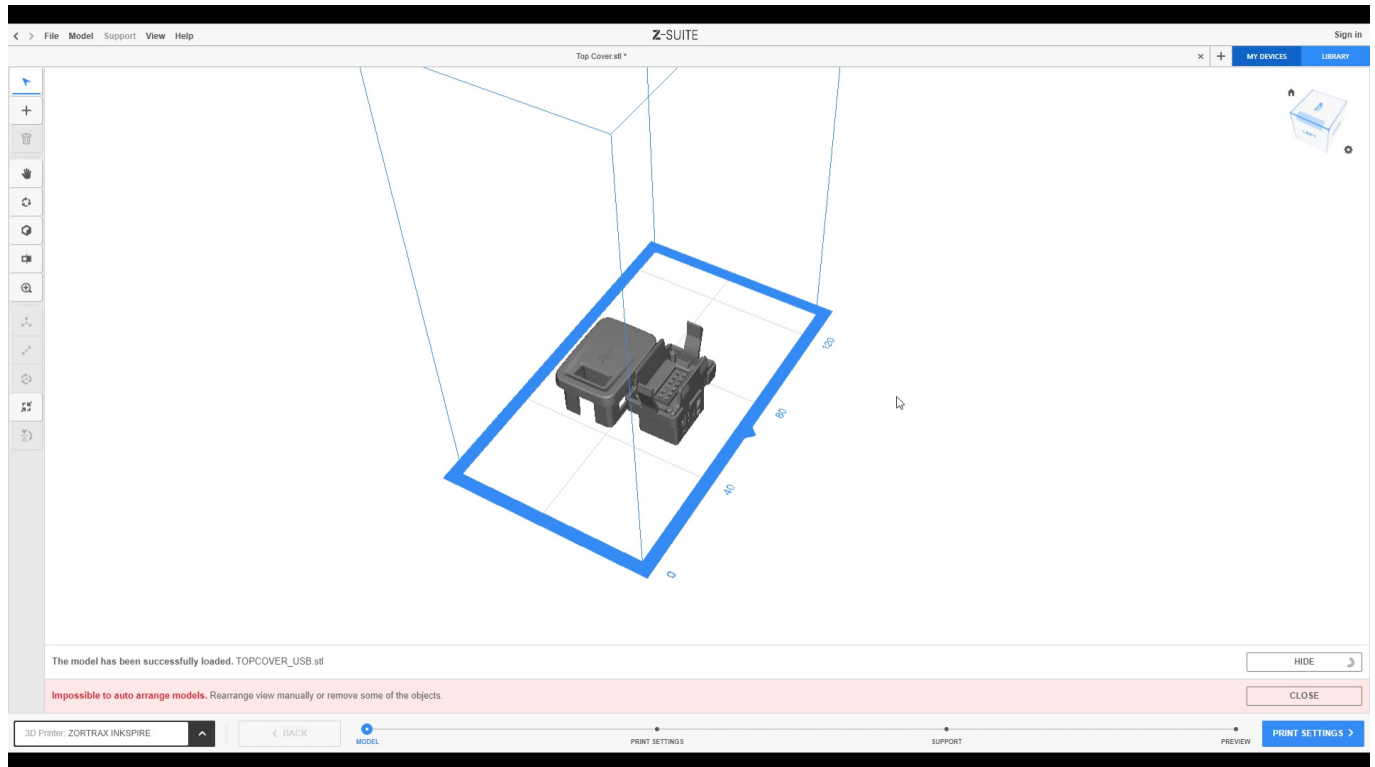 File Model Support View Help
Z-SUITE
Sign in
Top Cover.stl *
MY DEVICES
LIBRARY
TOP
120
80
40
0
The model has been successfully loaded. TOPCOVER_USB.stl
HIDE
Impossible to auto arrange models. Rearrange view manually or remove some of the objects.
CLOSE
3D Printer: ZORTRAX INKSPIRE
BACK
MODEL
PRINT SETTINGS
SUPPORT
PREVIEW
PRINT SETTINGS